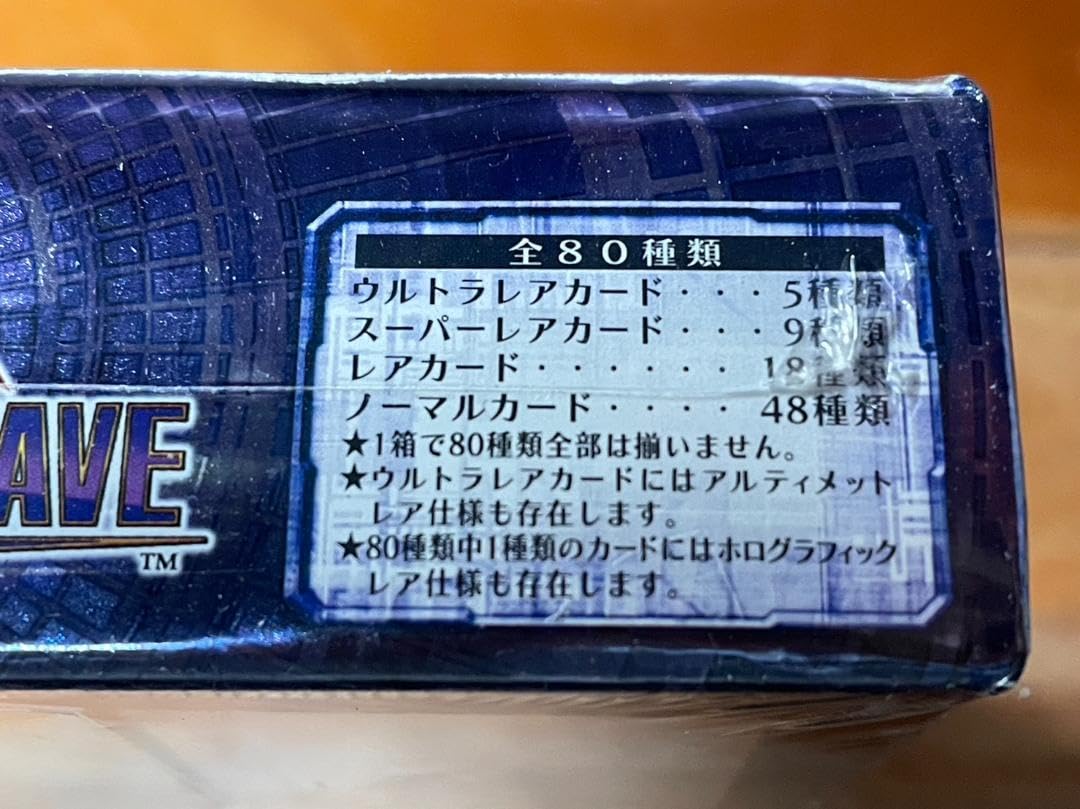 全80種類
ウルトラレアカード・・・5種類
スーパーレアカード・・・9種類
レアカード・・・・・・18種類
ノーマルカード・・・・48種類
★1箱で80種類全部は揃いません。
★ウルトラレアカードにはアルティメット
レア仕様も存在します。
★80種類中1種類のカードにはホログラフィック
レア仕様も存在します。
AVE
TM